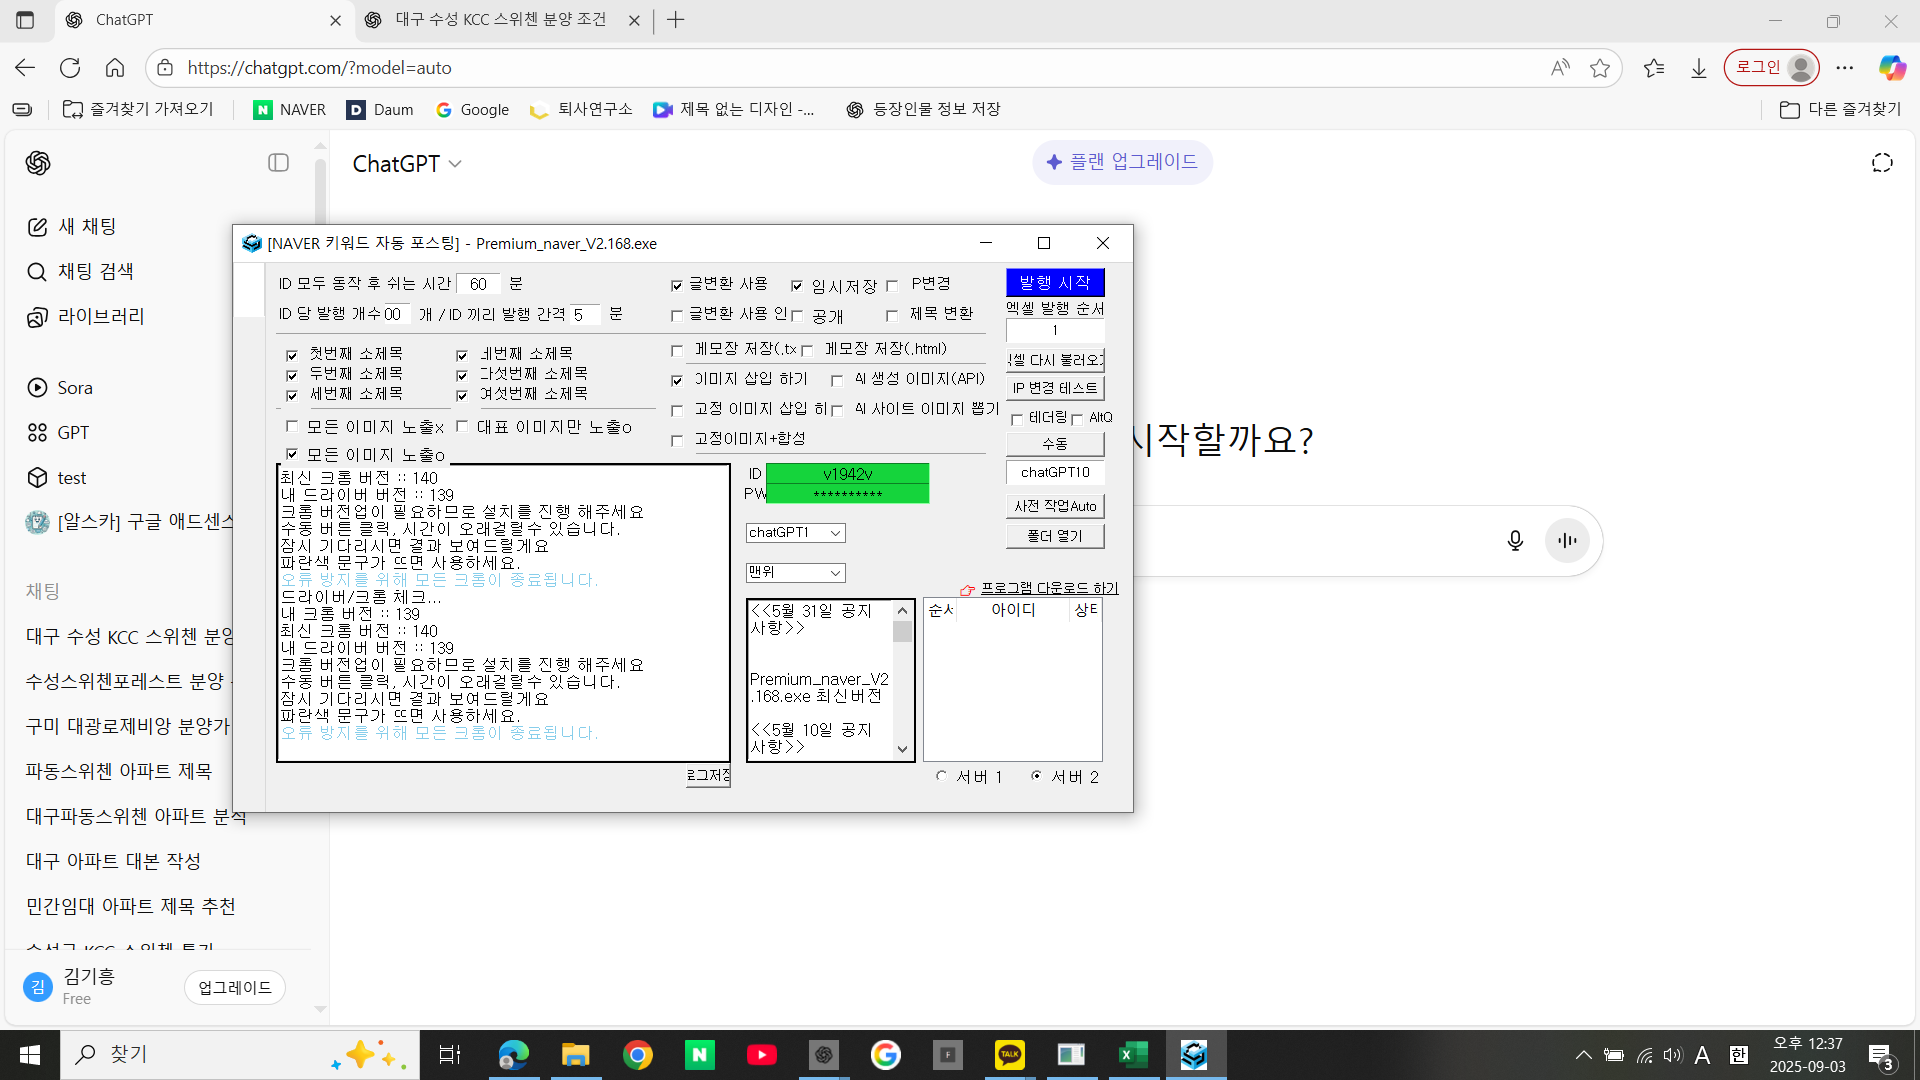 ChatGPT
대구 수성 KCC 스위첸 분양 조건
https://chatgpt.com/?model=auto
로그인
즐겨찾기 가져오기
NAVER
Daum
Google
퇴사연구소
제목 없는 디자인 -...
등장인물 정보 저장
다른 즐겨찾기
ChatGPT
플랜 업그레이드
새 채팅
채팅 검색
라이브러리
Sora
GPT
test
[알스카] 구글 애드센스
채팅
대구 수성 KCC 스위첸 분양
수성스위첸포레스트 분양
구미 대광로제비앙 분양가
파동스위첸 아파트 제목
대구파동스위첸 아파트 분석
대구 아파트 대본 작성
민간임대 아파트 제목 추천
수성구 KCC 스위첸 특가
김
김기흥
Free
업그레이드
시작할까요?
[NAVER 키워드 자동 포스팅] - Premium_naver_V2.168.exe
ID 모두 동작 후 쉬는 시간 60 분
ID 당 발행 개수 00 개 / ID 끼리 발행 간격 5 분
글변환 사용
임시저장
P변경
글변환 사용 인
공개
제목 변환
첫번째 소제목
두번째 소제목
세번째 소제목
네번째 소제목
다섯번째 소제목
여섯번째 소제목
모든 이미지 노출x
대표 이미지만 노출o
모든 이미지 노출o
메모장 저장(.tx
메모장 저장(.html)
이미지 삽입 하기
AI 생성 이미지(API)
고정 이미지 삽입 하
AI 사이트 이미지 뽑기
고정이미지+합성
발행 시작
엑셀 발행 순서
1
엑셀 다시 불러오기
IP 변경 테스트
테더링
AltQ
수동
chatGPT10
사전 작업Auto
폴더 열기
최신 크롬 버전 :: 140
내 드라이버 버전 :: 139
크롬 버전업이 필요하므로 설치를 진행 해주세요
수동 버튼 클릭, 시간이 오래걸릴수 있습니다.
잠시 기다리시면 결과 보여드릴게요
파란색 문구가 뜨면 사용하세요.
오류 방지를 위해 모든 크롬이 종료됩니다.
드라이버/크롬 체크...
내 크롬 버전 :: 139
최신 크롬 버전 :: 140
내 드라이버 버전 :: 139
크롬 버전업이 필요하므로 설치를 진행 해주세요
수동 버튼 클릭, 시간이 오래걸릴수 있습니다.
잠시 기다리시면 결과 보여드릴게요
파란색 문구가 뜨면 사용하세요.
오류 방지를 위해 모든 크롬이 종료됩니다.
로그저장
ID v1942v
PW **********
chatGPT1
맨위
프로그램 다운로드 하기
<<5월 31일 공지
사항>>
Premium_naver_V2
.168.exe 최신버전
<<5월 10일 공지
사항>>
순서 아이디 상태
서버 1
서버 2
찾기
TALK
A
한
오후 12:37
2025-09-03
3